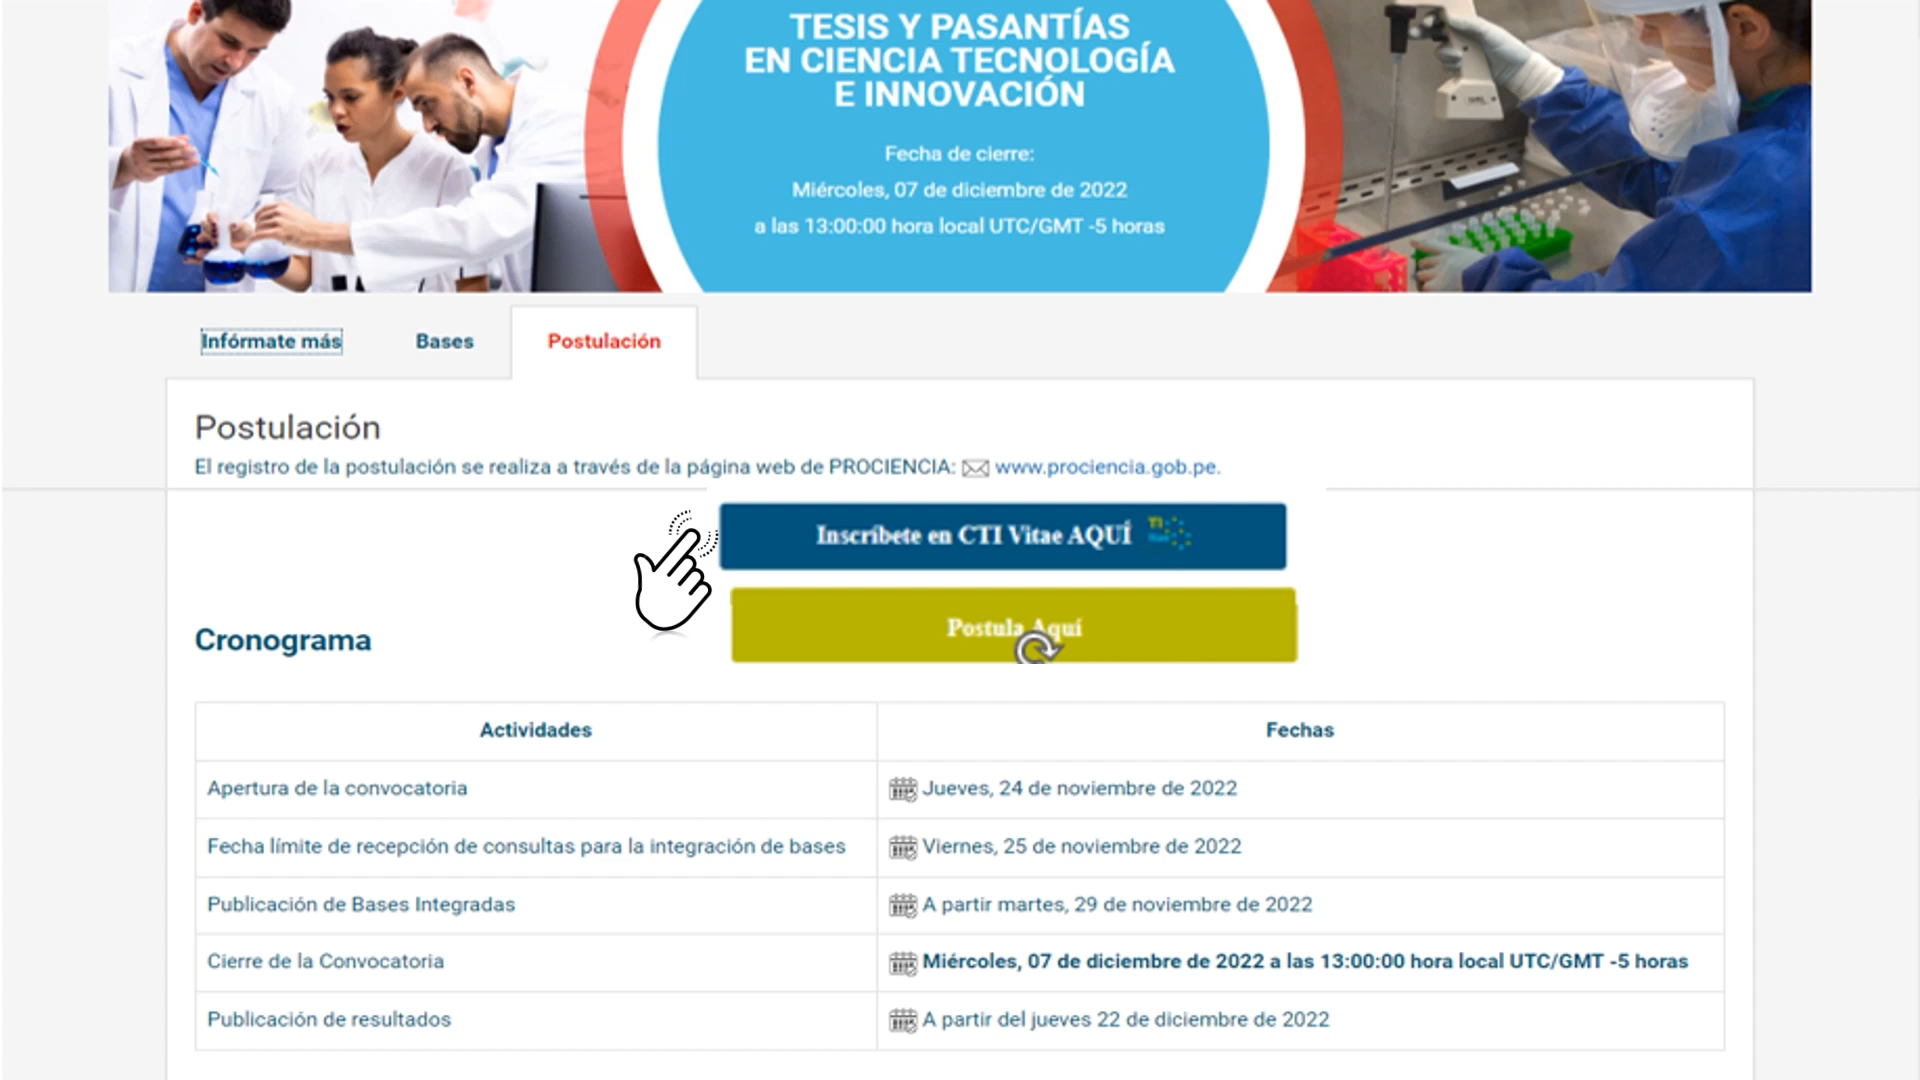 TESIS Y PASANTÍAS
EN CIENCIA TECNOLOGÍA
E INNOVACIÓN
Fecha de cierre:
Miércoles, 07 de diciembre de 2022
a las 13:00:00 hora local UTC/GMT -5 horas
Infórmate más Bases Postulación
Postulación
El registro de la postulación se realiza a través de la página web de PROCIENCIA: www.prociencia.gob.pe.
Inscríbete en CTI Vitae AQUÍ
Postula Aquí
Cronograma
Actividades Fechas
Apertura de la convocatoria Jueves, 24 de noviembre de 2022
Fecha límite de recepción de consultas para la integración de bases Viernes, 25 de noviembre de 2022
Publicación de Bases Integradas A partir martes, 29 de noviembre de 2022
Cierre de la Convocatoria Miércoles, 07 de diciembre de 2022 a las 13:00:00 hora local UTC/GMT -5 horas
Publicación de resultados A partir del jueves 22 de diciembre de 2022